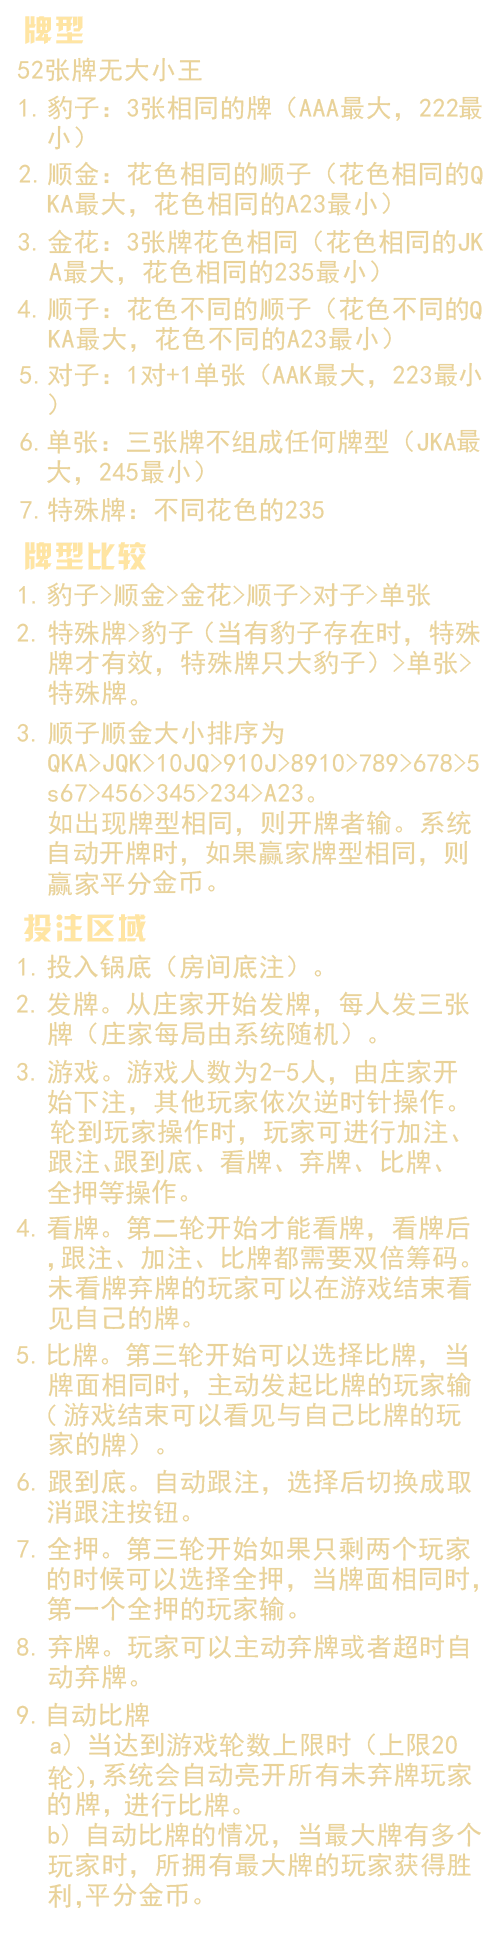 牌型
52张牌无大小王
1. 豹子：3张相同的牌（AAA最大，222最
小）
2. 顺金：花色相同的顺子（花色相同的Q
KA最大，花色相同的A23最小）
3. 金花：3张牌花色相同（花色相同的JK
A最大，花色相同的235最小）
4. 顺子：花色不同的顺子（花色不同的Q
KA最大，花色不同的A23最小）
5. 对子：1对+1单张（AAK最大，223最小
）
6. 单张：三张牌不组成任何牌型（JKA最
大，245最小）
7. 特殊牌：不同花色的235
牌型比较
1. 豹子>顺金>金花>顺子>对子>单张
2. 特殊牌>豹子（当有豹子存在时，特殊
牌才有效，特殊牌只大豹子）>单张>
特殊牌。
3. 顺子顺金大小排序为
QKA>JQK>10JQ>910J>8910>789>678>5
s67>456>345>234>A23。
如出现牌型相同，则开牌者输。系统
自动开牌时，如果赢家牌型相同，则
赢家平分金币。
投注区域
1. 投入锅底（房间底注）。
2. 发牌。从庄家开始发牌，每人发三张
牌（庄家每局由系统随机）。
3. 游戏。游戏人数为2-5人，由庄家开
始下注，其他玩家依次逆时针操作。
轮到玩家操作时，玩家可进行加注、
跟注、跟到底、看牌、弃牌、比牌、
全押等操作。
4. 看牌。第二轮开始才能看牌，看牌后
,跟注、加注、比牌都需要双倍筹码。
未看牌弃牌的玩家可以在游戏结束看
见自己的牌。
5. 比牌。第三轮开始可以选择比牌，当
牌面相同时，主动发起比牌的玩家输
（游戏结束可以看见与自己比牌的玩
家的牌）。
6. 跟到底。自动跟注，选择后切换成取
消跟注按钮。
7. 全押。第三轮开始如果只剩两个玩家
的时候可以选择全押，当牌面相同时，
第一个全押的玩家输。
8. 弃牌。玩家可以主动弃牌或者超时自
动弃牌。
9. 自动比牌
a) 当达到游戏轮数上限时（上限20
轮），系统会自动亮开所有未弃牌玩家
的牌，进行比牌。
b) 自动比牌的情况，当最大牌有多个
玩家时，所拥有最大牌的玩家获得胜
利,平分金币。